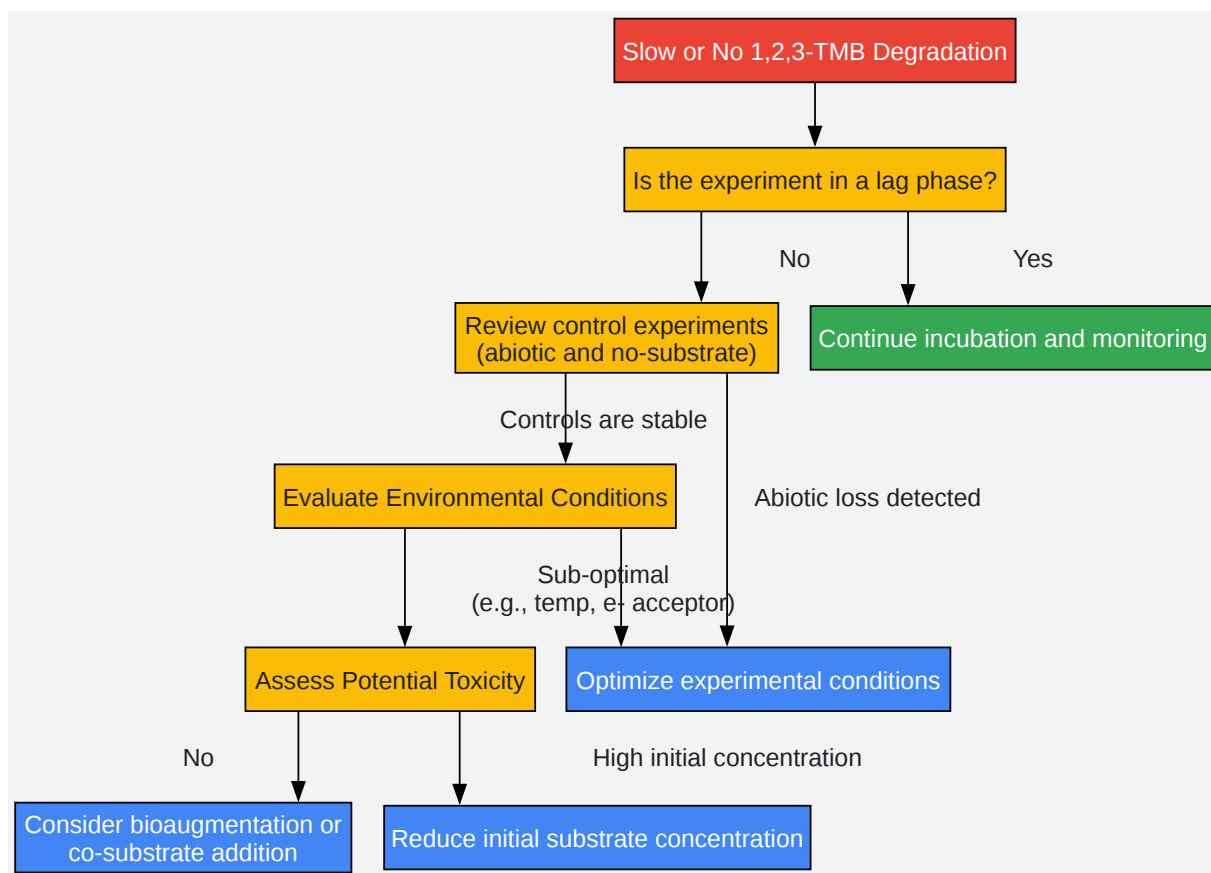 Slow or No 1,2,3-TMB Degradation
Is the experiment in a lag phase?
No
Yes
Review control experiments
(abiotic and no-substrate)
Continue incubation and monitoring
Controls are stable
Evaluate Environmental Conditions
Abiotic loss detected
Sub-optimal
(e.g., temp, e- acceptor)
Assess Potential Toxicity
Optimize experimental conditions
No
High initial concentration
Consider bioaugmentation or
co-substrate addition
Reduce initial substrate concentration